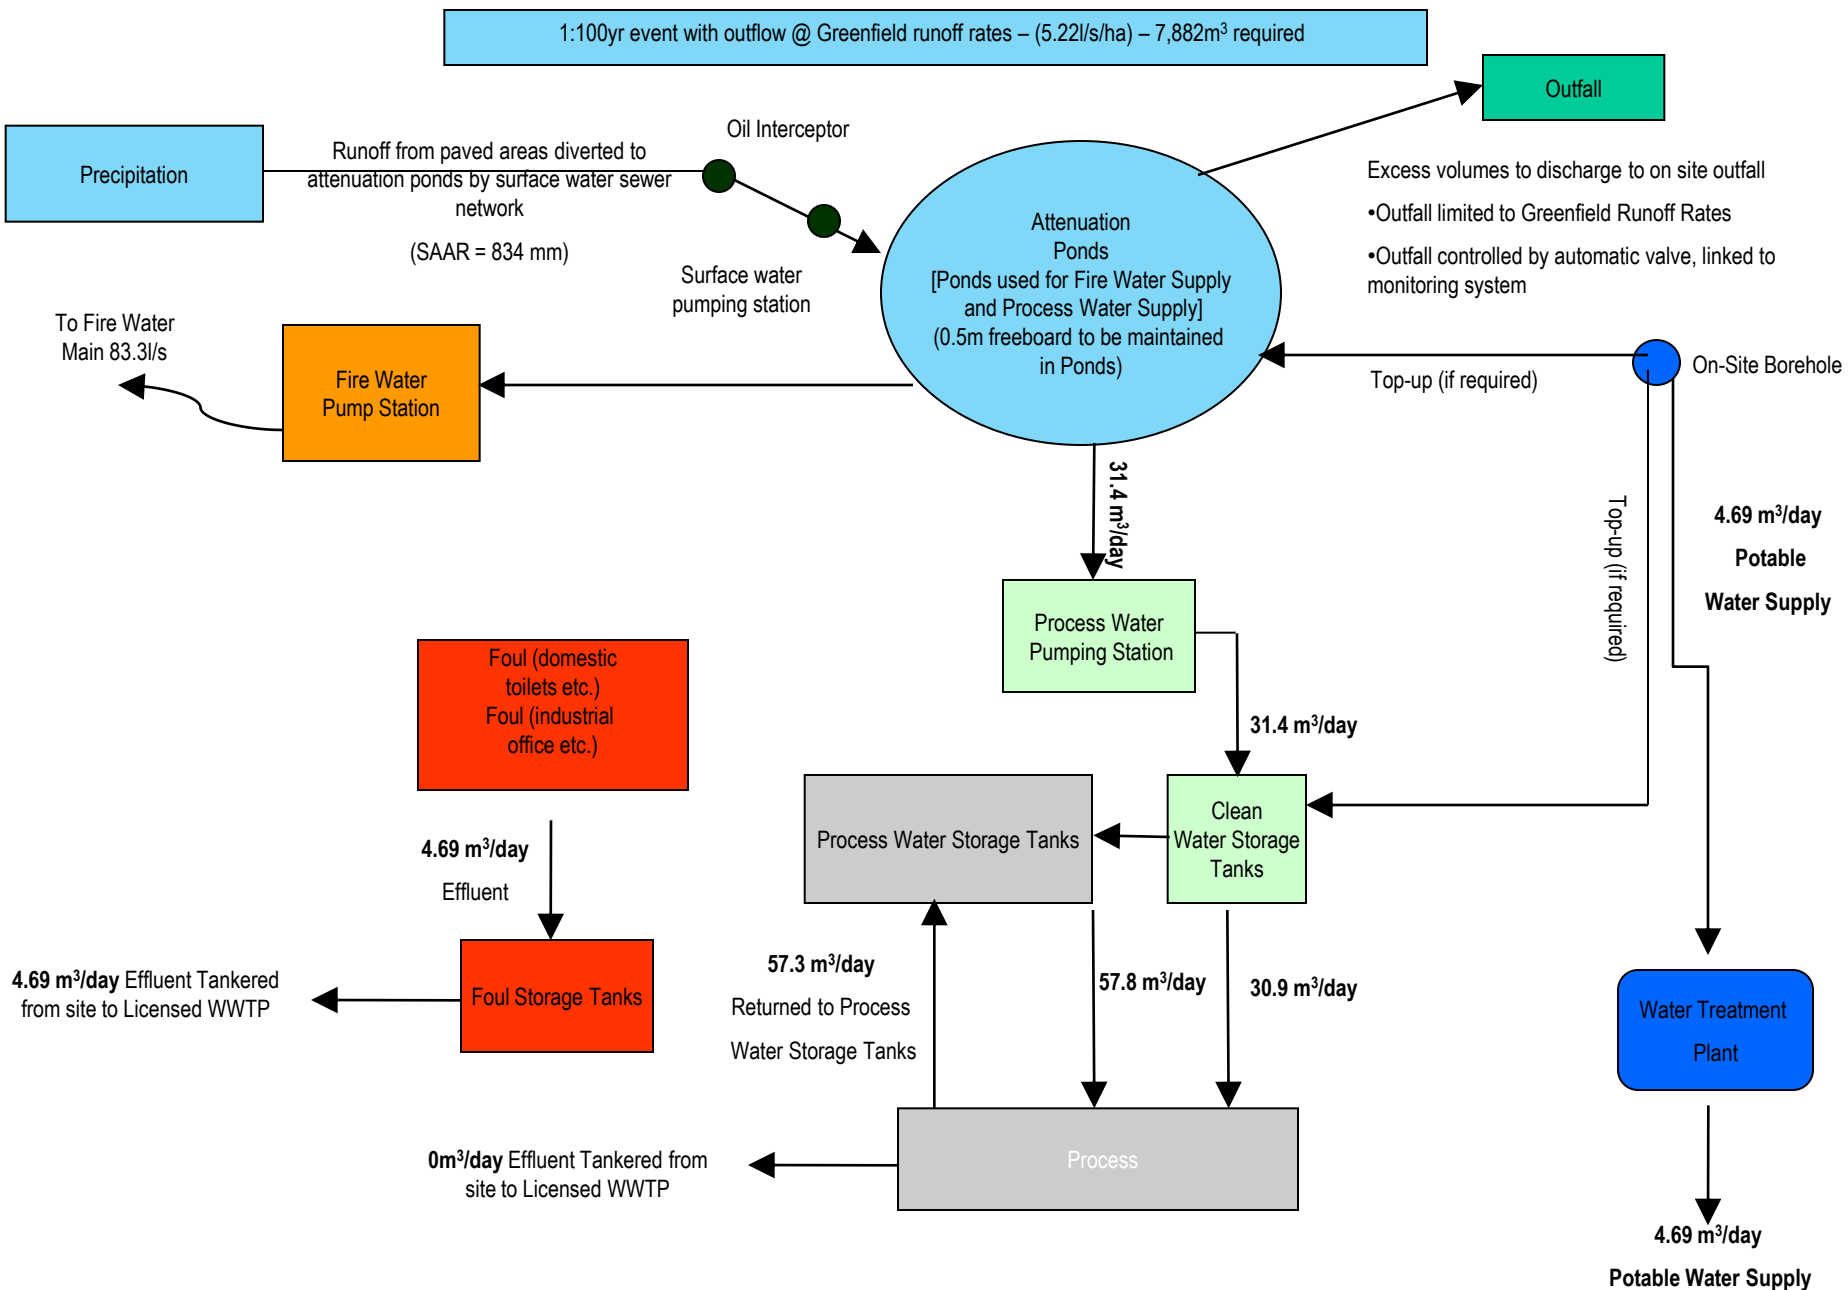 1:100yr event with outflow @ Greenfield runoff rates – (5.22l/s/ha) – 7,882m³ required
Outfall
Oil Interceptor
Precipitation
Runoff from paved areas diverted to
attenuation ponds by surface water sewer
network
(SAAR = 834 mm)
Surface water
pumping station
Attenuation
Ponds
[Ponds used for Fire Water Supply
and Process Water Supply]
(0.5m freeboard to be maintained
in Ponds)
Excess volumes to discharge to on site outfall
•Outfall limited to Greenfield Runoff Rates
•Outfall controlled by automatic valve, linked to
monitoring system
To Fire Water
Main 83.3l/s
Fire Water
Pump Station
Top-up (if required)
On-Site Borehole
31.4 m³/day
Top-up (if required)
4.69 m³/day
Potable
Water Supply
Process Water
Pumping Station
Foul (domestic
toilets etc.)
Foul (industrial
office etc.)
31.4 m³/day
Process Water Storage Tanks
Clean
Water Storage
Tanks
4.69 m³/day
Effluent
57.3 m³/day
Returned to Process
Water Storage Tanks
57.8 m³/day
30.9 m³/day
4.69 m³/day Effluent Tankered
from site to Licensed WWTP
Foul Storage Tanks
Water Treatment
Plant
0m³/day Effluent Tankered from
site to Licensed WWTP
Process
4.69 m³/day
Potable Water Supply